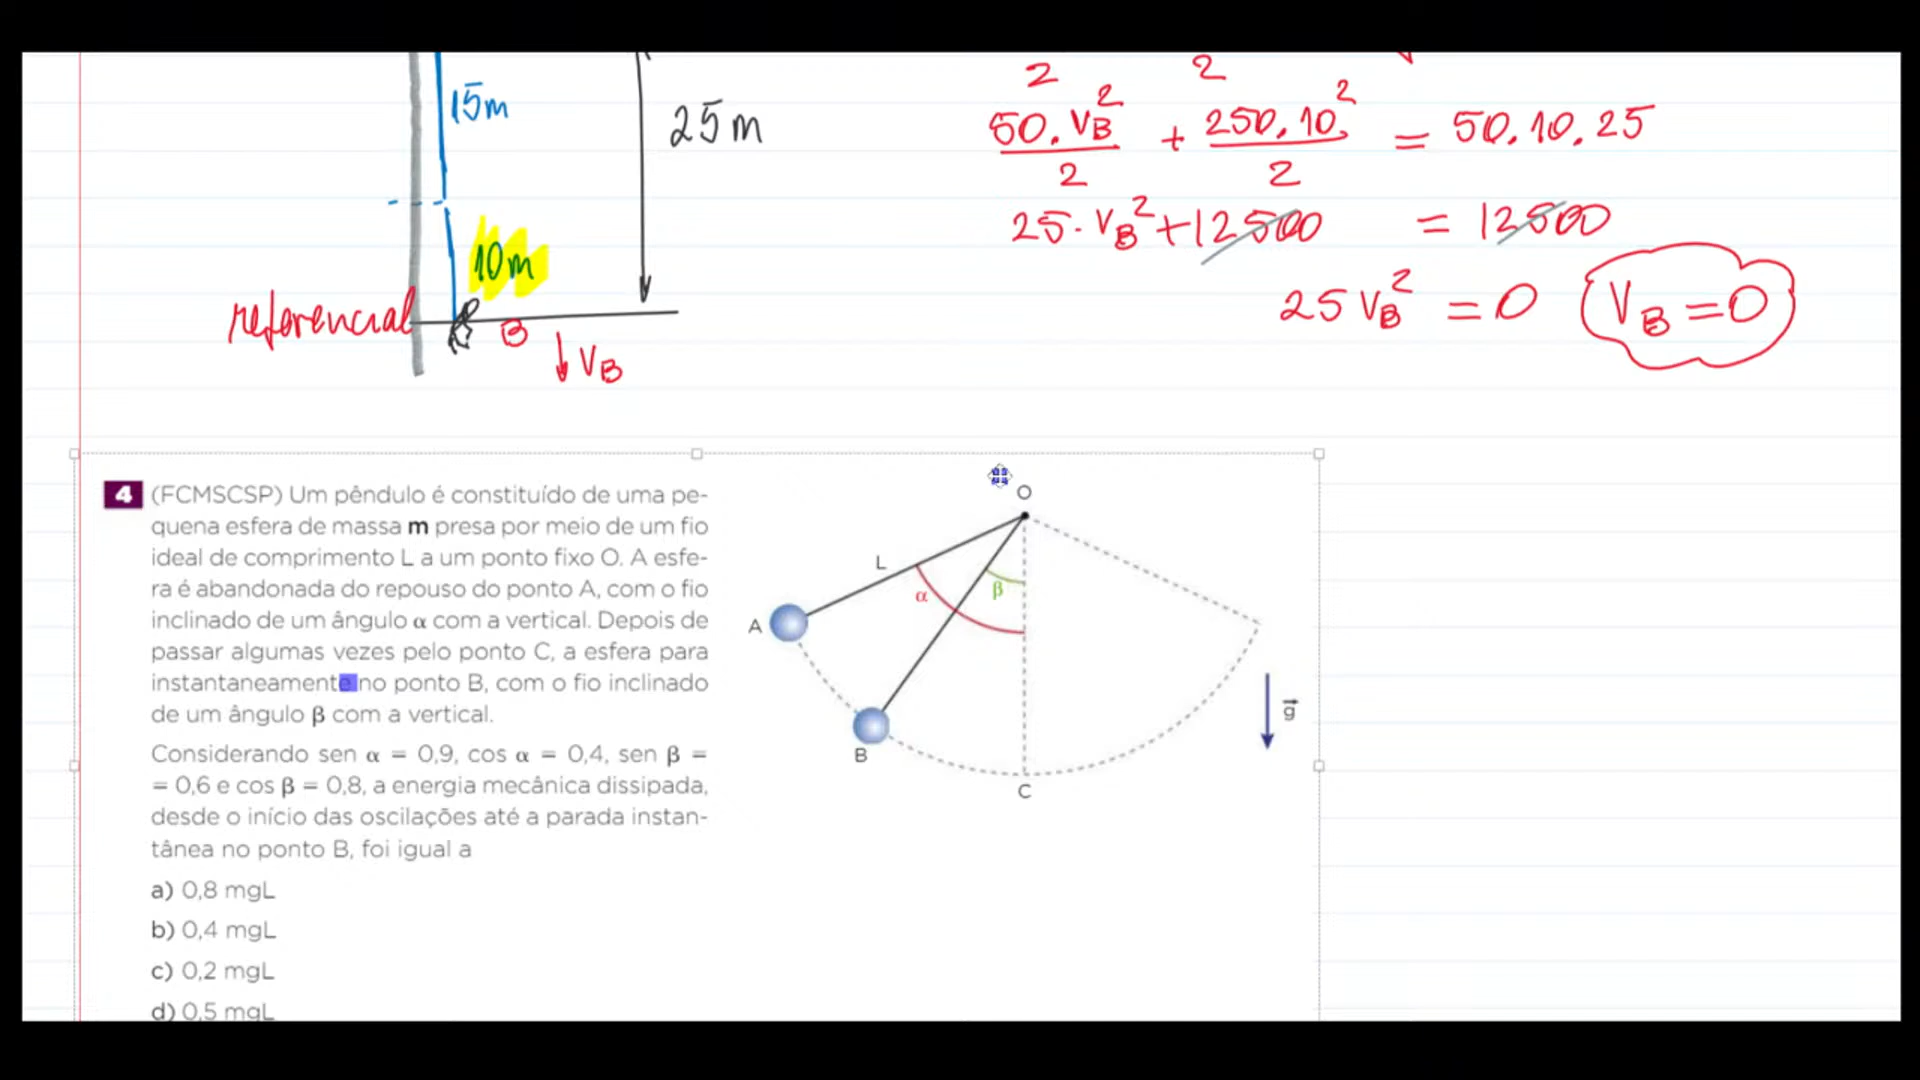 15m
25m
10m
referencial
B
VB
2 2
50.VB² + 250.10² = 50.10.25
2 2
25.VB²+12500 = 12500
25VB² = 0 VB=0
4 (FCMSCSP) Um pêndulo é constituído de uma pe-
quena esfera de massa m presa por meio de um fio
ideal de comprimento L a um ponto fixo O. A esfe-
ra é abandonada do repouso do ponto A, com o fio
inclinado de um ângulo α com a vertical. Depois de
passar algumas vezes pelo ponto C, a esfera para
instantaneamente no ponto B, com o fio inclinado
de um ângulo β com a vertical.
Considerando sen α = 0,9, cos α = 0,4, sen β =
= 0,6 e cos β = 0,8, a energia mecânica dissipada,
desde o início das oscilações até a parada instan-
tânea no ponto B, foi igual a
a) 0,8 mgL
b) 0,4 mgL
c) 0,2 mgL
d) 0,5 mgL
O
L
α
β
A
B
C
g